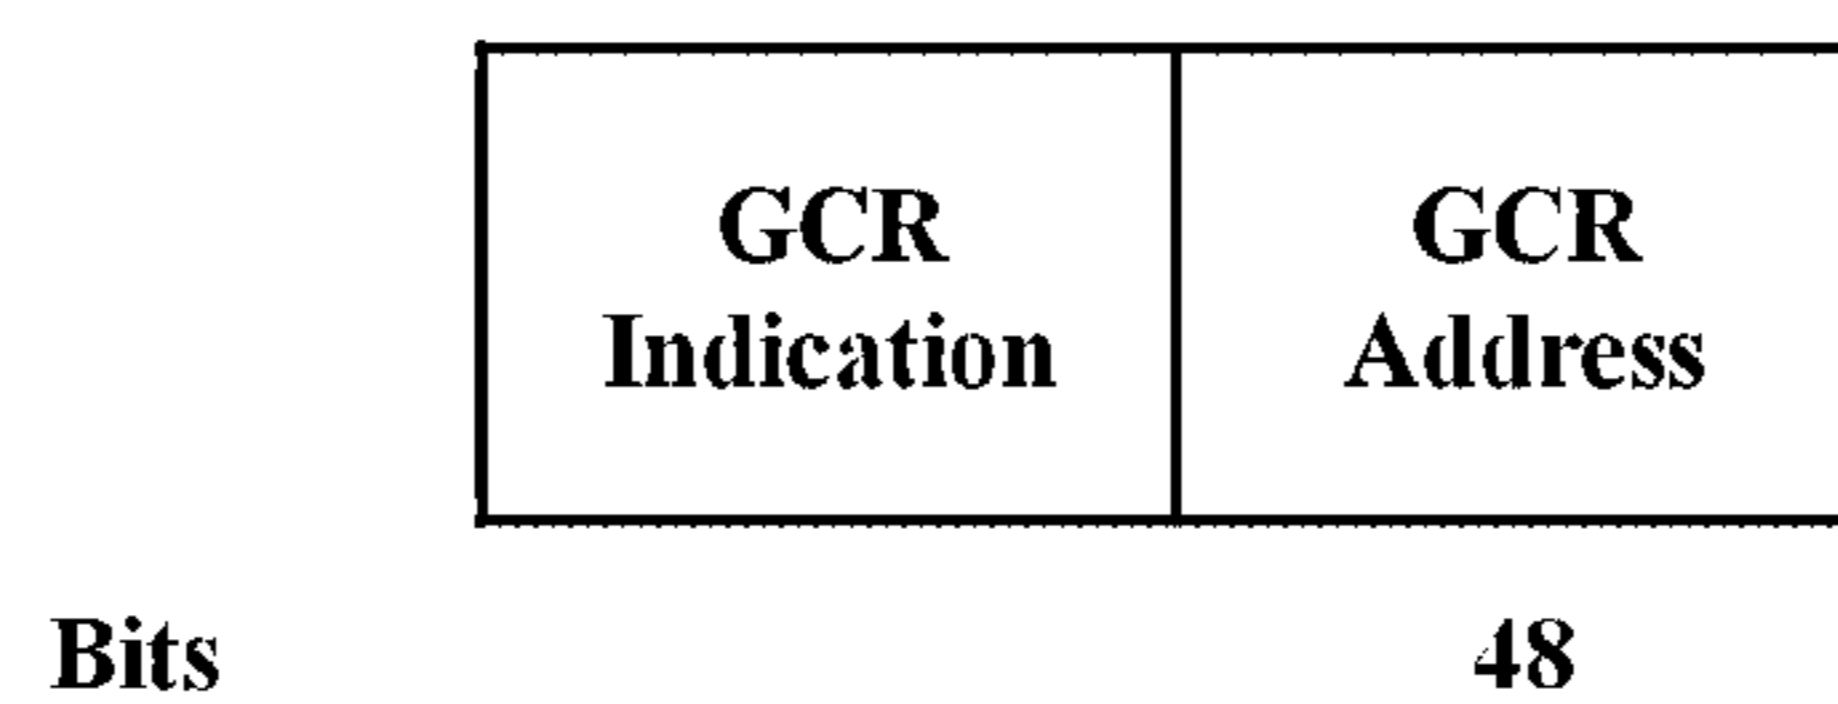 GCR
Indication
GCR
Address
Bits
48